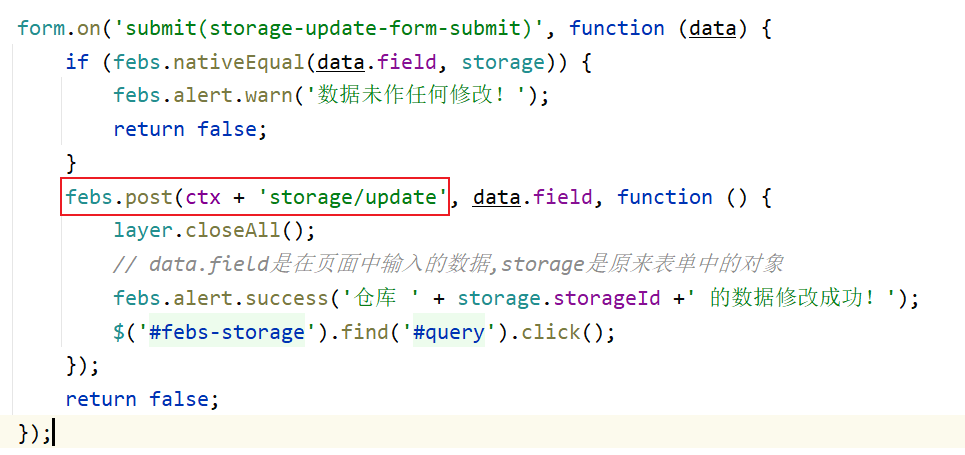 form.on('submit(storage-update-form-submit)', function (data) {
    if (febs.nativeEqual(data.field, storage)) {
        febs.alert.warn('数据未作任何修改！');
        return false;
    }
    febs.post(ctx + 'storage/update', data.field, function () {
        layer.closeAll();
        // data.field是在页面中输入的数据,storage是原来表单中的对象
        febs.alert.success('仓库 ' + storage.storageId +' 的数据修改成功！');
        $('#febs-storage').find('#query').click();
    });
    return false;
});